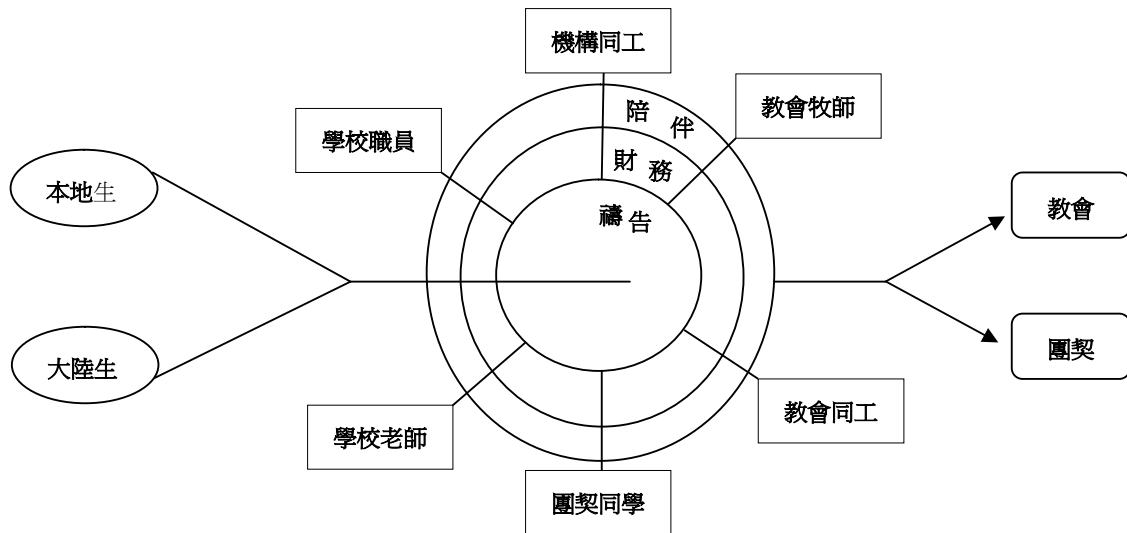 機構同工
教會牧師
陪伴
學校職員
財務
本地生
教會
禱告
大陸生
團契
教會同工
學校老師
團契同學